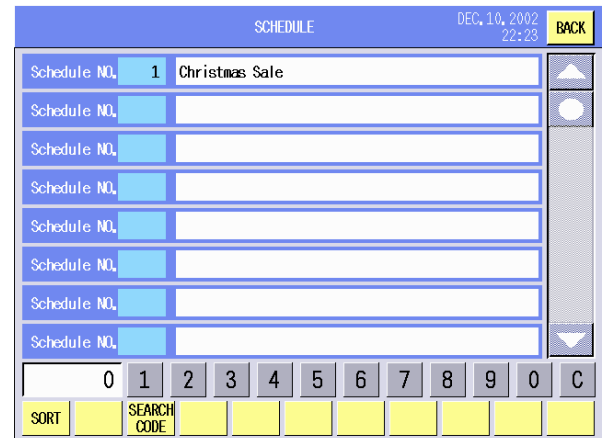 SCHEDULE
DEC.10.2002
22:23
BACK
Schedule NO. 1 Christmas Sale
Schedule NO.
Schedule NO.
Schedule NO.
Schedule NO.
Schedule NO.
Schedule NO.
Schedule NO.
0 1 2 3 4 5 6 7 8 9 0 C
SORT
SEARCH
CODE